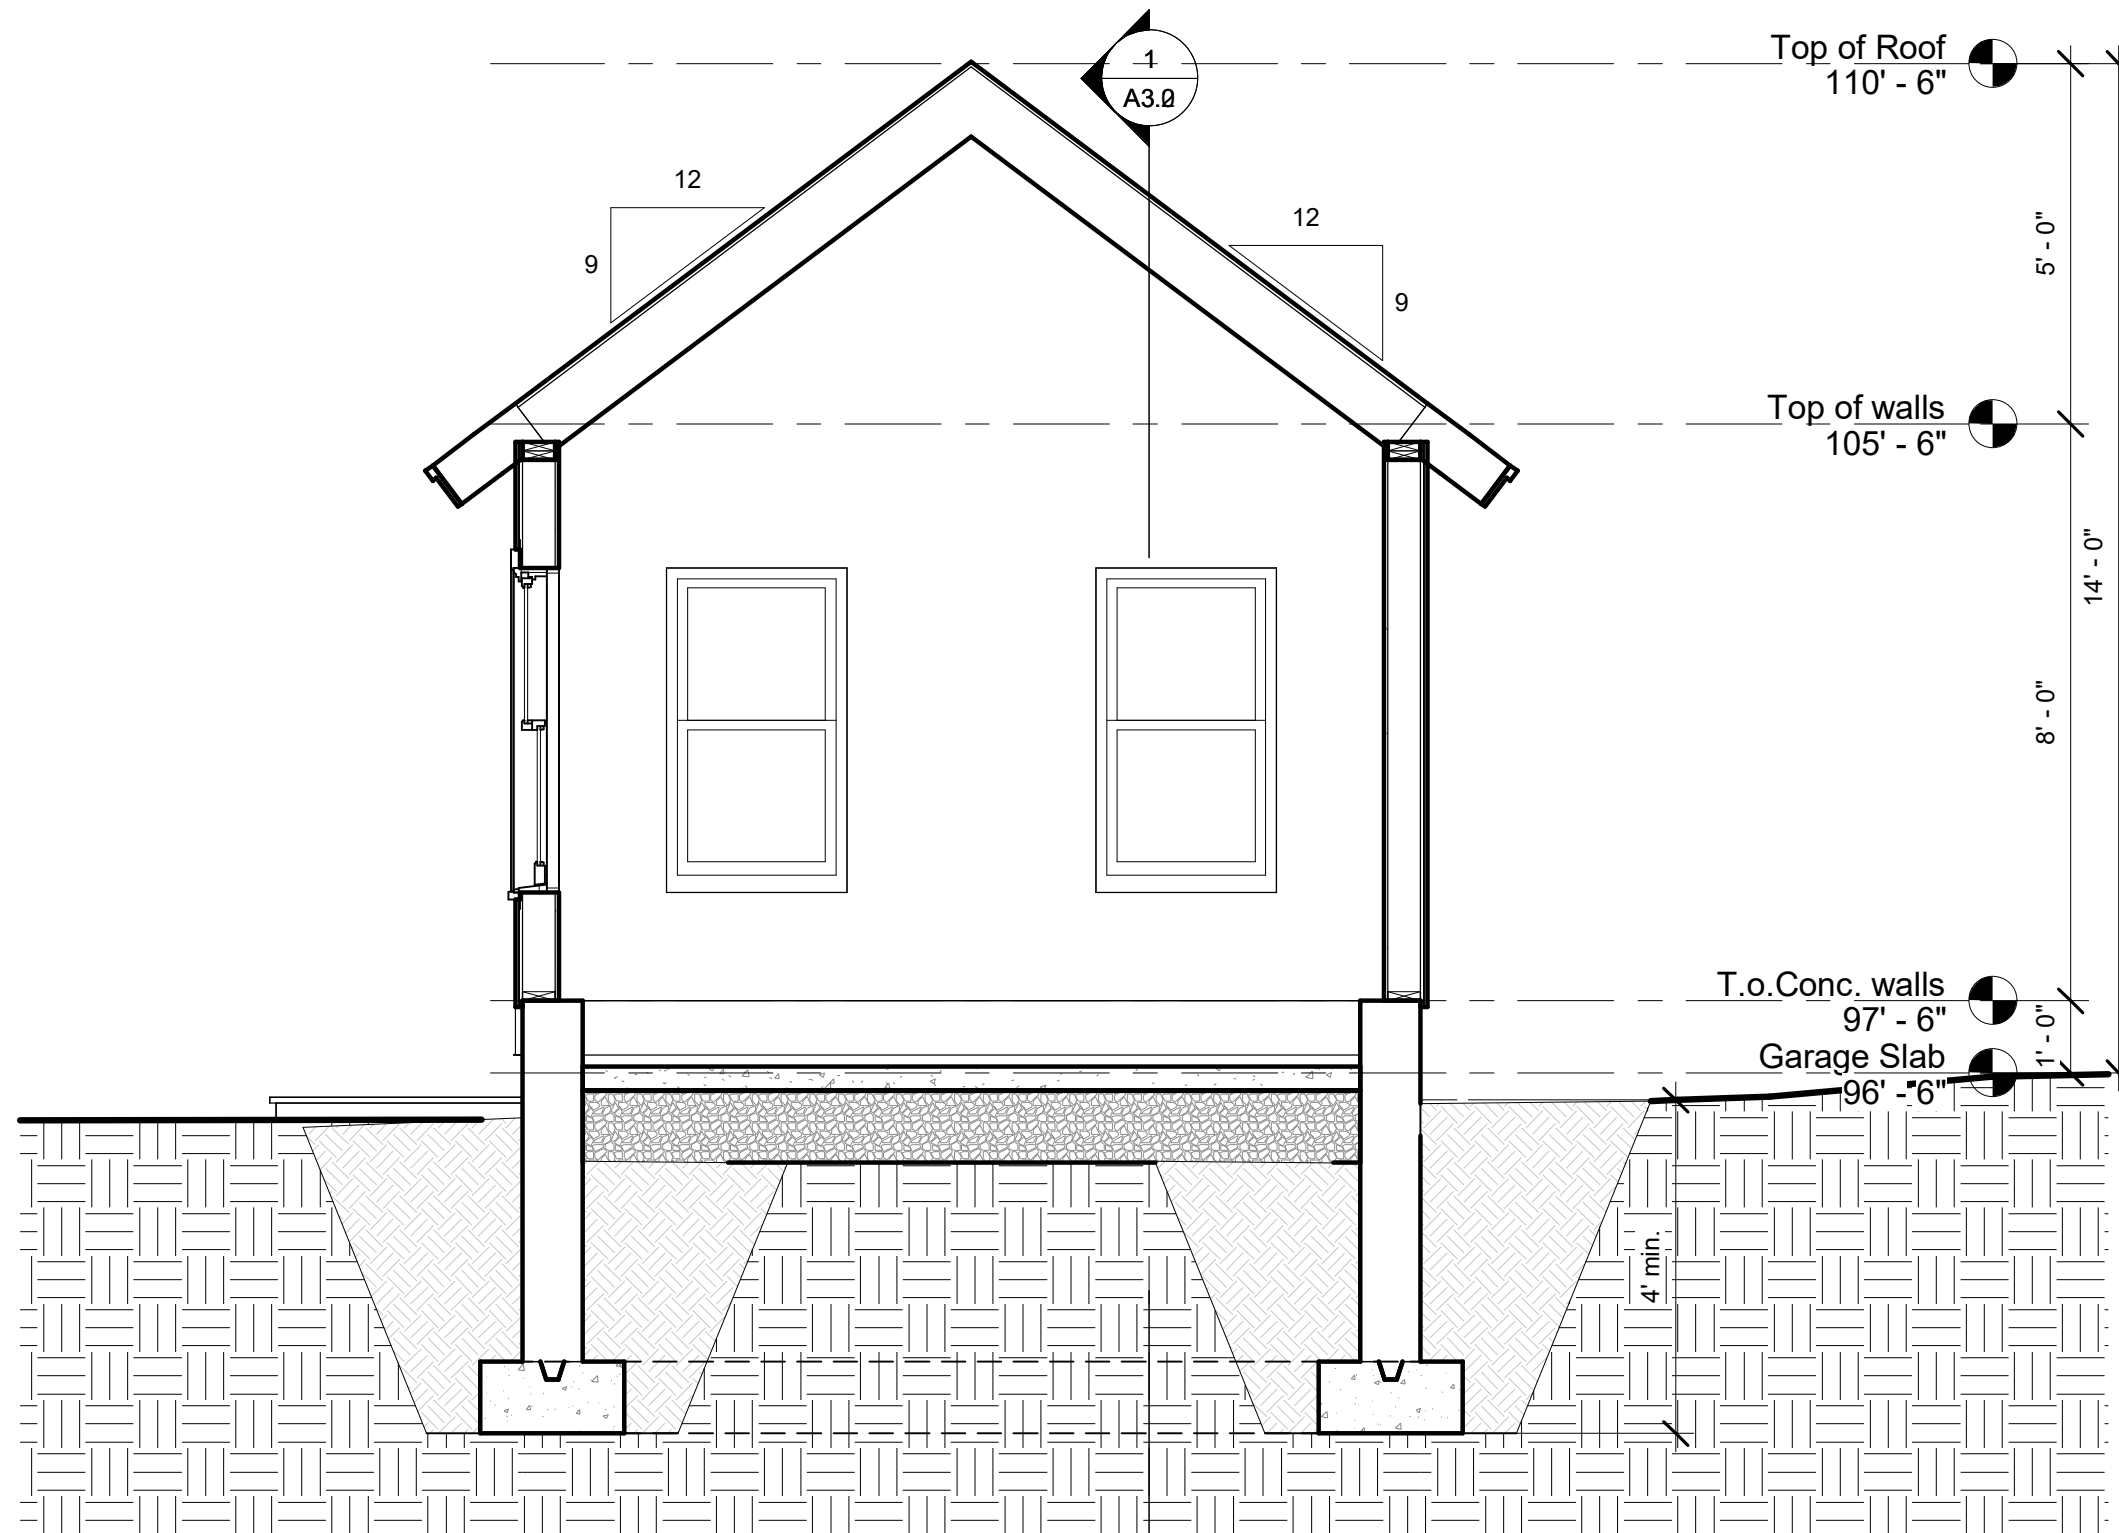 1
A3.2
Top of Roof
110' - 6"
12
9
12
9
5' - 0"
Top of walls
105' - 6"
14' - 0"
8' - 0"
T.o.Conc. walls
97' - 6"
1' - 0"
Garage Slab
96' - 6"
4' min.